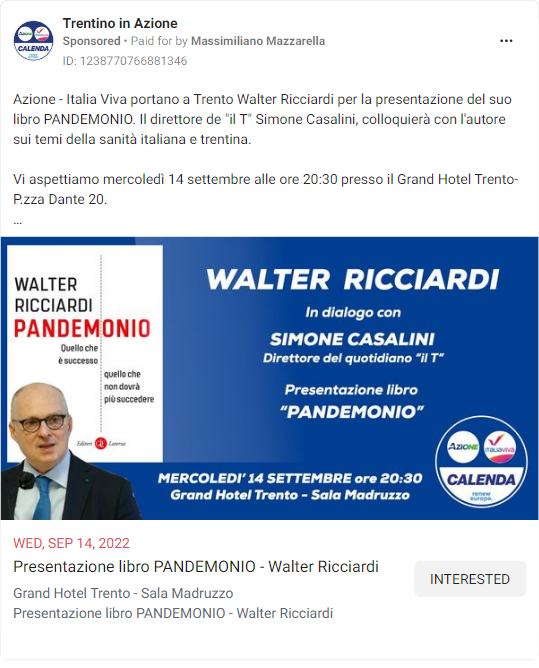 Trentino in Azione
Sponsored • Paid for by Massimiliano Mazzarella
ID: 1238770766881346
Azione - Italia Viva portano a Trento Walter Ricciardi per la presentazione del suo
libro PANDEMONIO. Il direttore de "il T" Simone Casalini, colloquierà con l'autore
sui temi della sanità italiana e trentina.
Vi aspettiamo mercoledì 14 settembre alle ore 20:30 presso il Grand Hotel Trento-
P.zza Dante 20.
...
WALTER
RICCIARDI
PANDEMONIO
Quello che
è successo
quello che
non dovrà
più succedere
Editori Laterza
WALTER RICCIARDI
In dialogo con
SIMONE CASALINI
Direttore del quotidiano “il T”
Presentazione libro
“PANDEMONIO”
MERCOLEDI’ 14 SETTEMBRE ore 20:30
Grand Hotel Trento - Sala Madruzzo
AZIONE
ITALIAVIVA
CALENDA
renew
europe.
WED, SEP 14, 2022
Presentazione libro PANDEMONIO - Walter Ricciardi
Grand Hotel Trento - Sala Madruzzo
Presentazione libro PANDEMONIO - Walter Ricciardi
INTERESTED